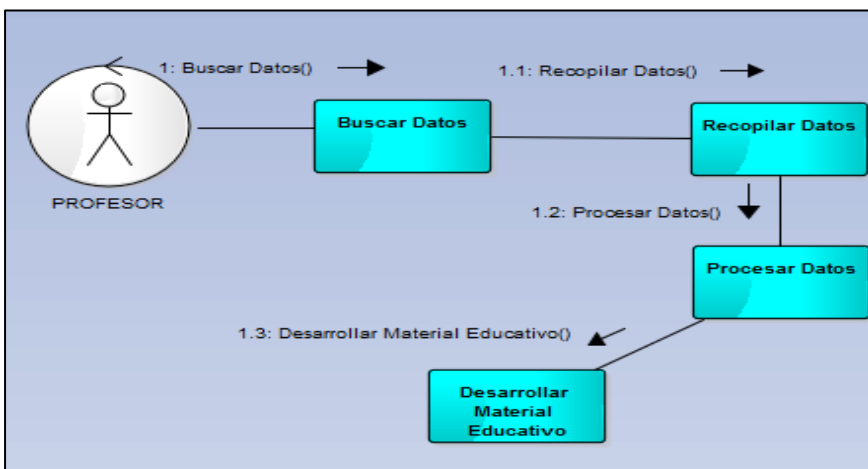 1: Buscar Datos()
1.1: Recopilar Datos()
Buscar Datos
Recopilar Datos
PROFESOR
1.2: Procesar Datos()
Procesar Datos
1.3: Desarrollar Material Educativo()
Desarrollar
Material
Educativo